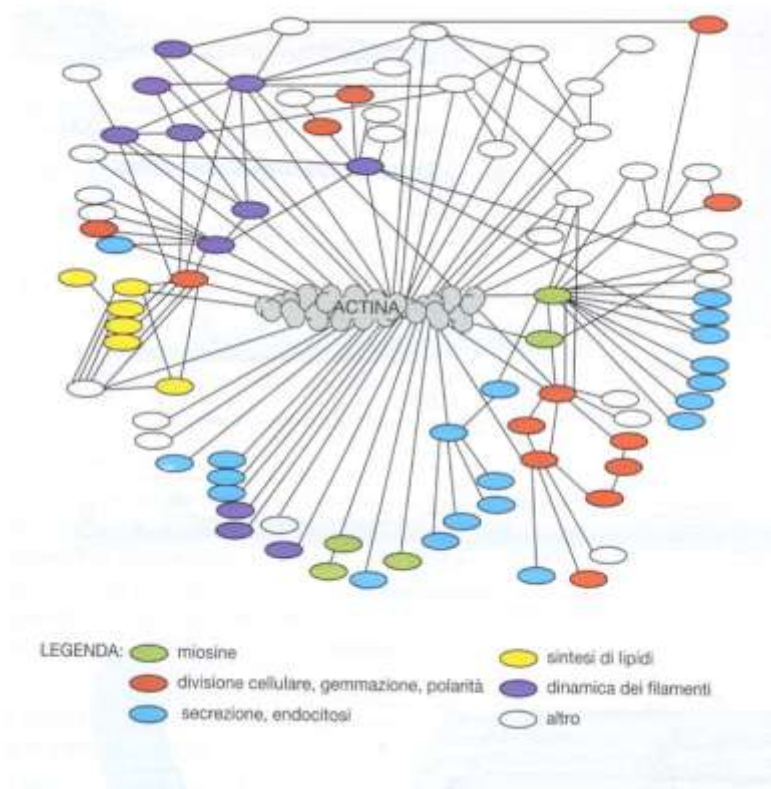 ACTINA
LEGENDA:
miosine
divisione cellulare, gemmazione, polarità
secrezione, endocitosi
sintesi di lipidi
dinamica dei filamenti
altro